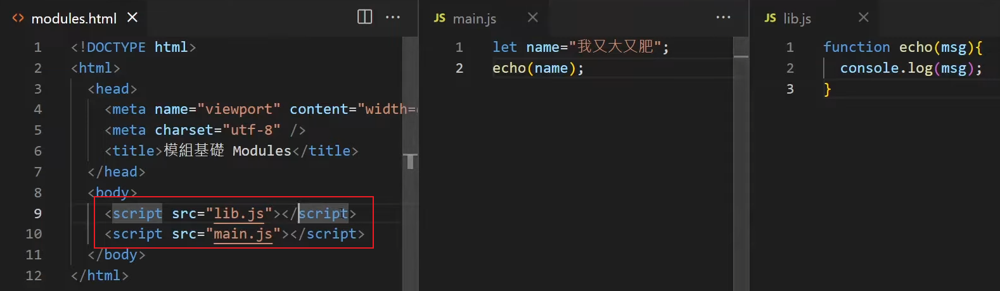 modules.html
1 <!DOCTYPE html>
2 <html>
3 <head>
4 <meta name="viewport" content="width=
5 <meta charset="utf-8" />
6 <title>模組基礎 Modules</title>
7 </head>
8 <body>
9 <script src="lib.js"></script>
10 <script src="main.js"></script>
11 </body>
12 </html>
JS main.js
1 let name="我又大又肥";
2 echo(name);
JS lib.js
1 function echo(msg){
2 console.log(msg);
3 }